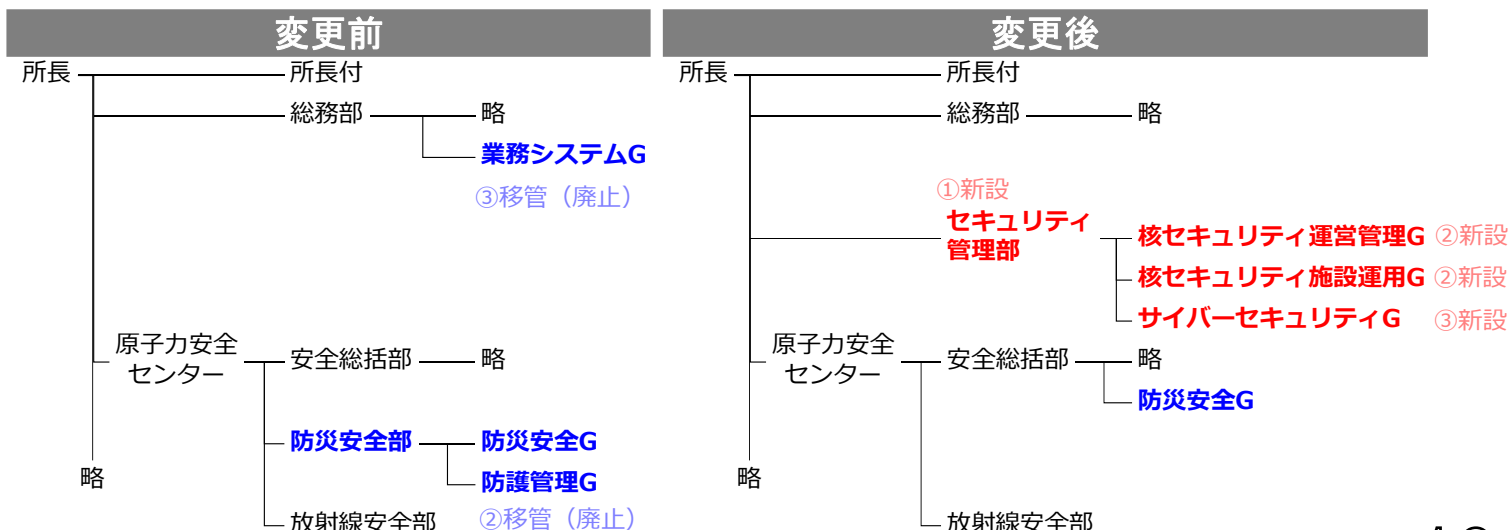 変更前
所長
所長付
総務部
略
業務システムG
③移管（廃止）
原子力安全
センター
安全総括部
略
防災安全部
防災安全G
防護管理G
②移管（廃止）
放射線安全部
略
変更後
所長
所長付
総務部
略
①新設
セキュリティ
管理部
核セキュリティ運営管理G ②新設
核セキュリティ施設運用G ②新設
サイバーセキュリティG ③新設
原子力安全
センター
安全総括部
略
防災安全G
放射線安全部
略